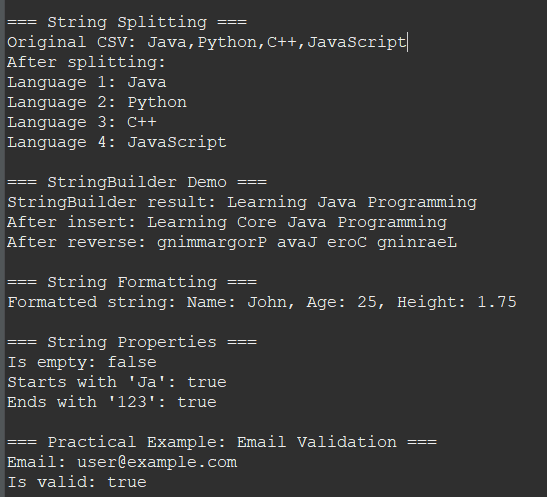 === String Splitting ===
Original CSV: Java,Python,C++,JavaScript
After splitting:
Language 1: Java
Language 2: Python
Language 3: C++
Language 4: JavaScript
=== StringBuilder Demo ===
StringBuilder result: Learning Java Programming
After insert: Learning Core Java Programming
After reverse: gnimmargorP avaJ eroC gninraeL
=== String Formatting ===
Formatted string: Name: John, Age: 25, Height: 1.75
=== String Properties ===
Is empty: false
Starts with 'Ja': true
Ends with '123': true
=== Practical Example: Email Validation ===
Email: user@example.com
Is valid: true